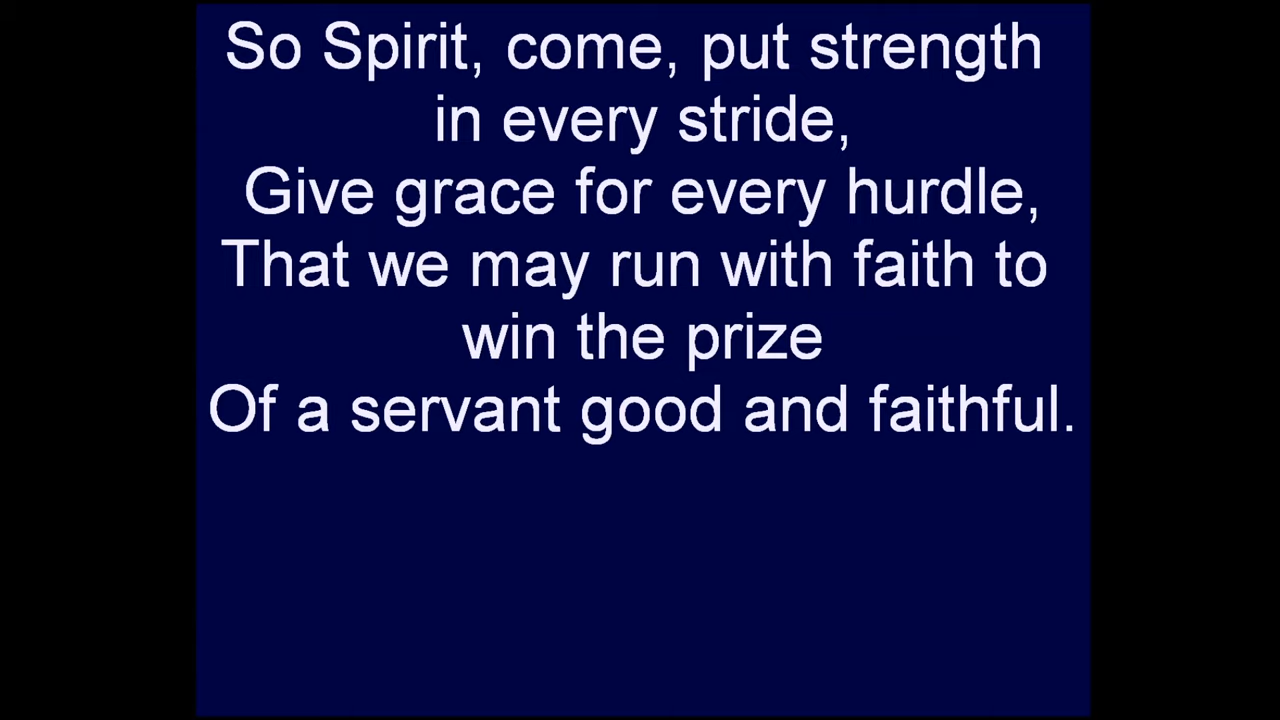 So Spirit, come, put strength
in every stride,
Give grace for every hurdle,
That we may run with faith to
win the prize
Of a servant good and faithful.